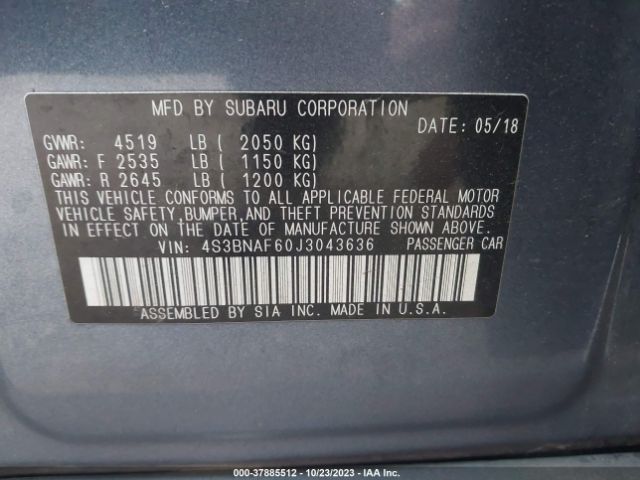 MFD BY SUBARU CORPORATION
DATE: 05/18
GVWR: 4519 LB ( 2050 KG)
GAWR: F 2535 LB ( 1150 KG)
GAWR: R 2645 LB ( 1200 KG)
THIS VEHICLE CONFORMS TO ALL APPLICABLE FEDERAL MOTOR
VEHICLE SAFETY, BUMPER, AND THEFT PREVENTION STANDARDS
IN EFFECT ON THE DATE OF MANUFACTURE SHOWN ABOVE.
VIN: 4S3BNAF60J3043636 PASSENGER CAR
ASSEMBLED BY SIA INC. MADE IN U.S.A.
000-37885512 - 10/23/2023 - IAA Inc.